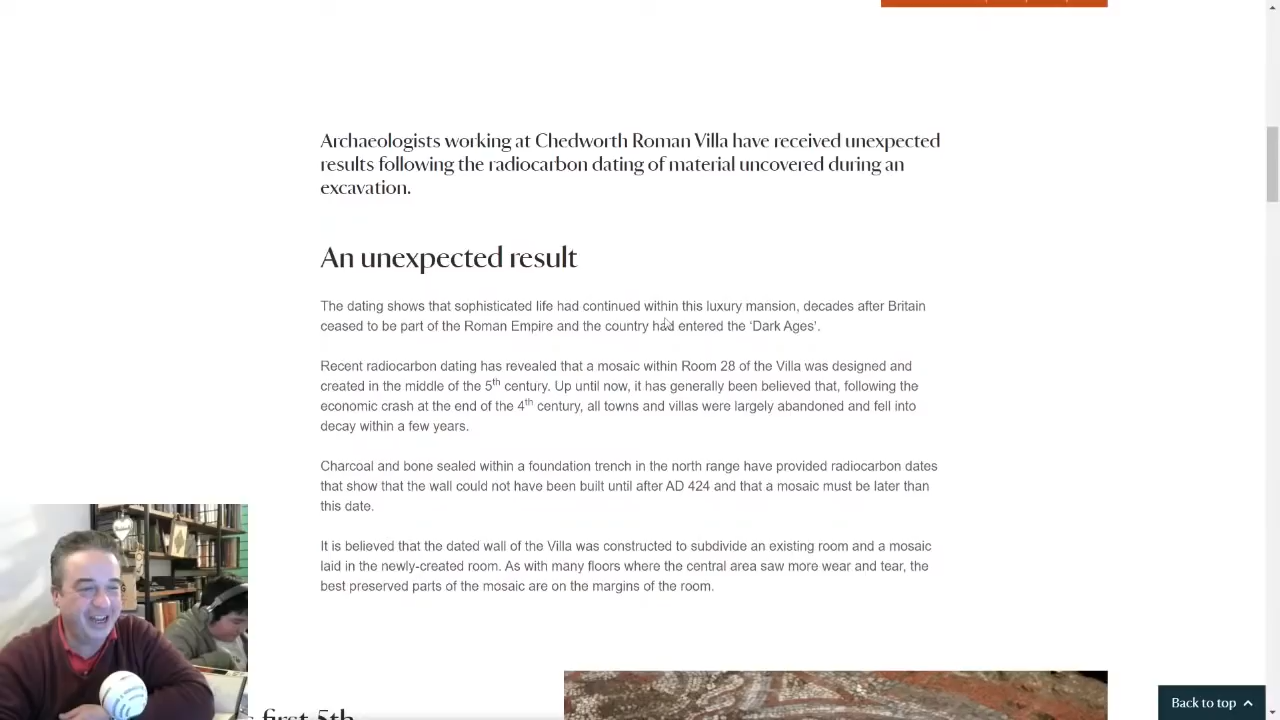 Archaeologists working at Chedworth Roman Villa have received unexpected
results following the radiocarbon dating of material uncovered during an
excavation.
An unexpected result
The dating shows that sophisticated life had continued within this luxury mansion, decades after Britain
ceased to be part of the Roman Empire and the country had entered the ‘Dark Ages’.
Recent radiocarbon dating has revealed that a mosaic within Room 28 of the Villa was designed and
created in the middle of the 5th century. Up until now, it has generally been believed that, following the
economic crash at the end of the 4th century, all towns and villas were largely abandoned and fell into
decay within a few years.
Charcoal and bone sealed within a foundation trench in the north range have provided radiocarbon dates
that show that the wall could not have been built until after AD 424 and that a mosaic must be later than
this date.
It is believed that the dated wall of the Villa was constructed to subdivide an existing room and a mosaic
laid in the newly-created room. As with many floors where the central area saw more wear and tear, the
best preserved parts of the mosaic are on the margins of the room.
first 5th
Back to top